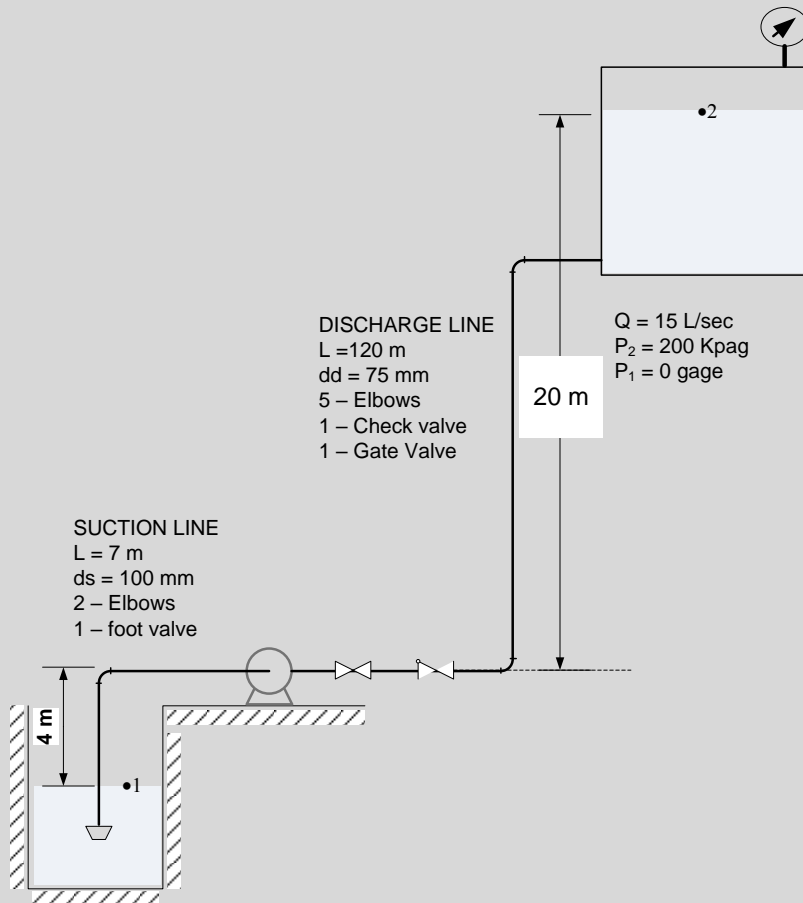 2
DISCHARGE LINE
L =120 m
dd = 75 mm
5 – Elbows
1 – Check valve
1 – Gate Valve
20 m
Q = 15 L/sec
P₂ = 200 Kpag
P₁ = 0 gage
SUCTION LINE
L = 7 m
ds = 100 mm
2 – Elbows
1 – foot valve
4 m
1